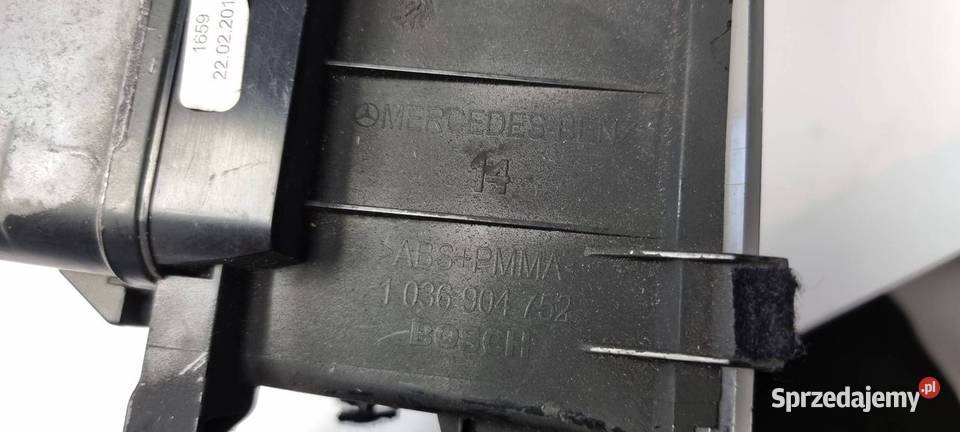 1659
22.02.201
MERCEDES-BENZ
14
>ABS+PMMA<
1 036 904 752
BOSCH
Sprzedajemy.pl